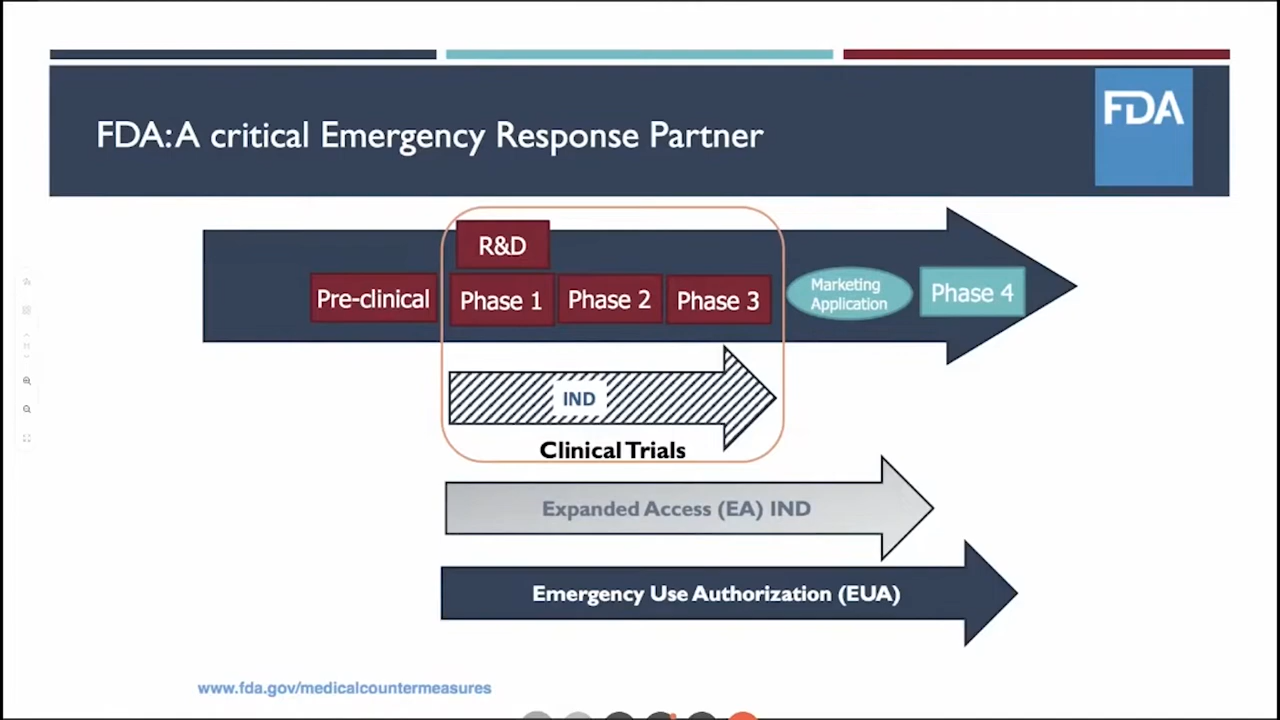 FDA: A critical Emergency Response Partner
FDA
R&D
Pre-clinical
Phase 1
Phase 2
Phase 3
Marketing
Application
Phase 4
IND
Clinical Trials
Expanded Access (EA) IND
Emergency Use Authorization (EUA)
www.fda.gov/medicalcountermeasures